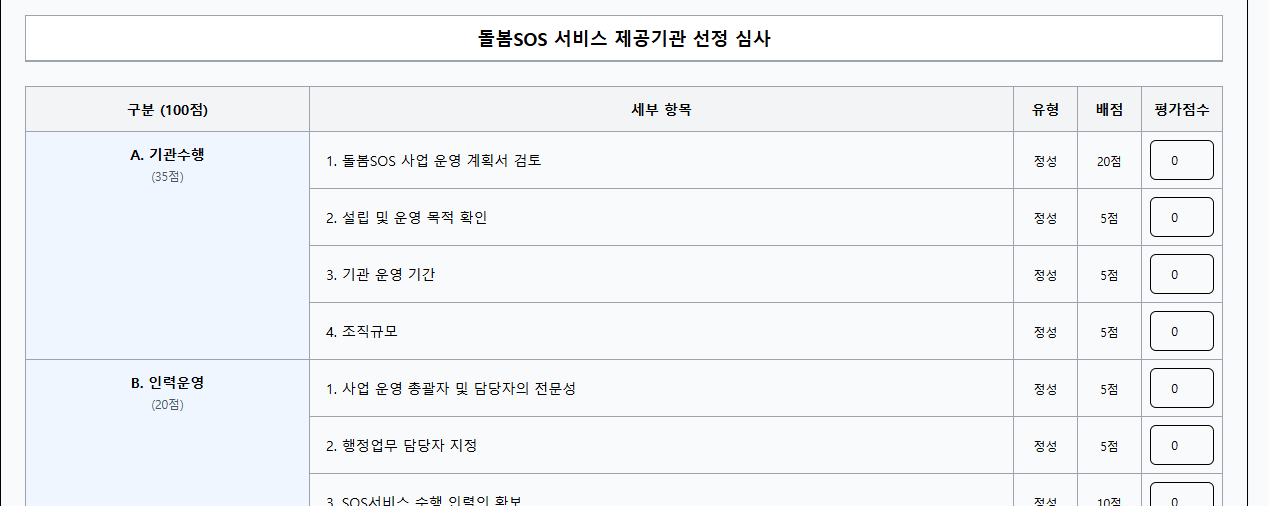 돌봄SOS 서비스 제공기관 선정 심사
구분 (100점) 세부 항목 유형 배점 평가점수
A. 기관수행
(35점)
1. 돌봄SOS 사업 운영 계획서 검토 정성 20점 0
2. 설립 및 운영 목적 확인 정성 5점 0
3. 기관 운영 기간 정성 5점 0
4. 조직규모 정성 5점 0
B. 인력운영
(20점)
1. 사업 운영 총괄자 및 담당자의 전문성 정성 5점 0
2. 행정업무 담당자 지정 정성 5점 0
3. SOS서비스 수행 인력의 확보 정성 10점 0